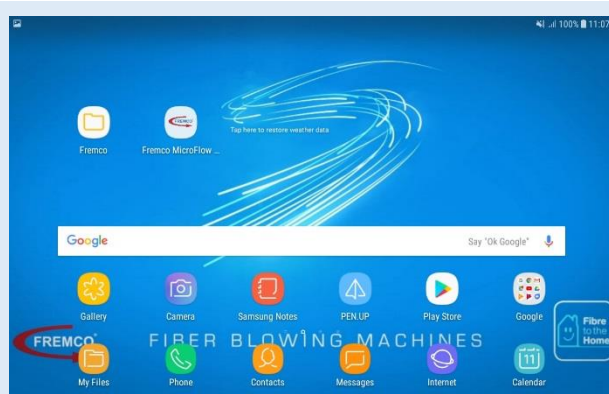 100% 11:07
FREMCO
Fremco
Fremco MicroFlow ...
Tap here to restore weather data
Google
Say "Ok Google"
Gallery
Camera
Samsung Notes
PEN.UP
Play Store
Google
FREMCO
FIBER BLOWING MACHINES
Fibre
to the
Home
11
My Files
Phone
Contacts
Messages
Internet
Calendar